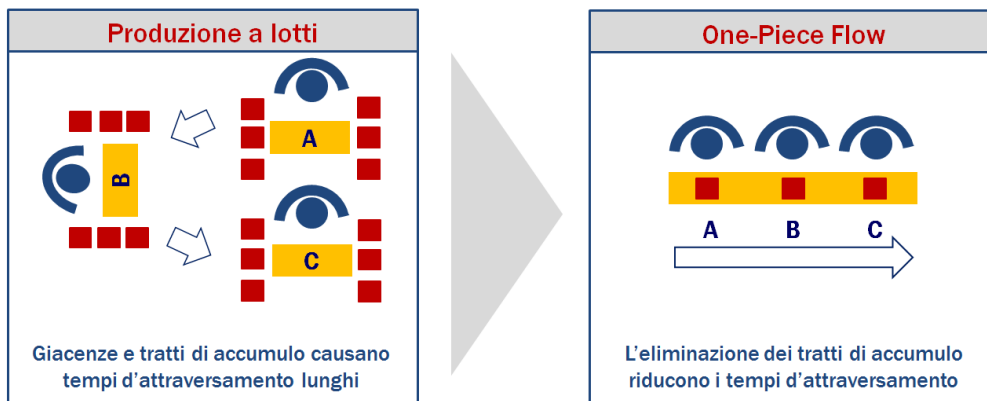 Produzione a lotti
A
B
C
Giacenze e tratti di accumulo causano
tempi d'attraversamento lunghi
One-Piece Flow
A B C
L'eliminazione dei tratti di accumulo
riducono i tempi d'attraversamento